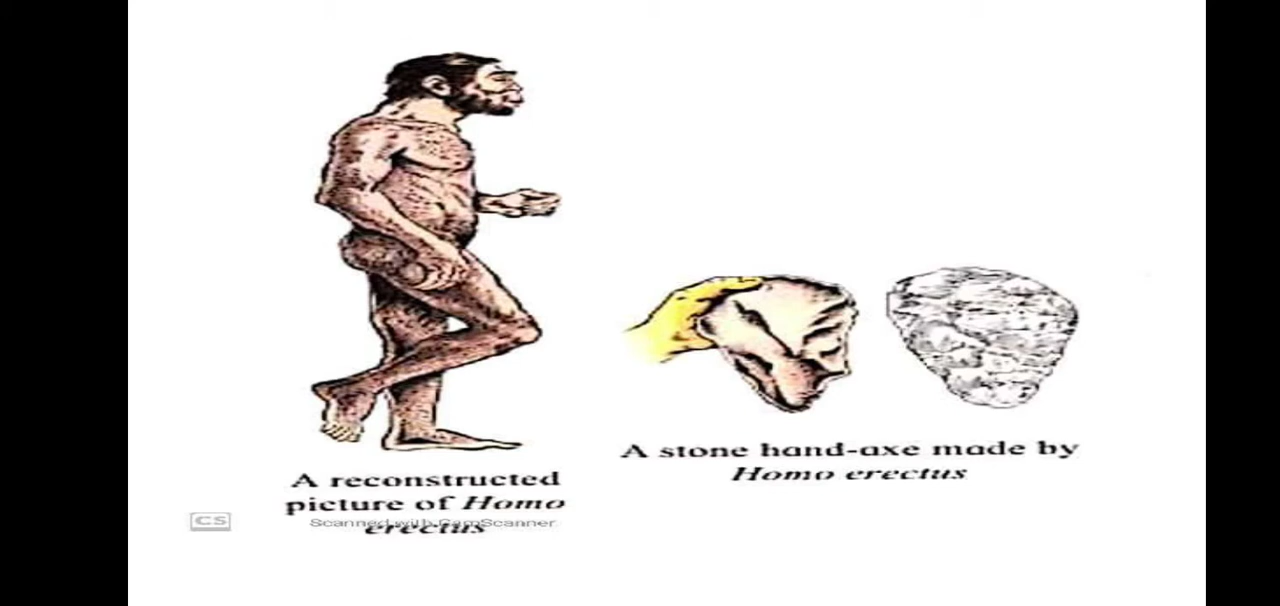 A reconstructed
picture of Homo
erectus
A stone hand-axe made by
Homo erectus
CS
Scanned with CamScanner